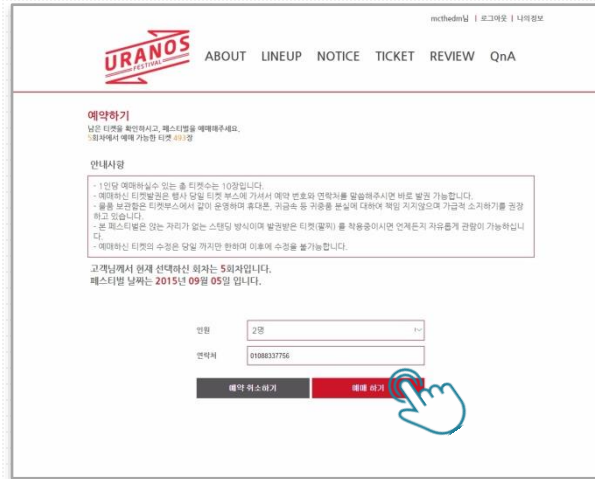 mcthedm님 | 로그아웃 | 나의정보
URANOS
FESTIVAL
ABOUT LINEUP NOTICE TICKET REVIEW QnA
예약하기
남은 티켓을 확인하시고, 페스티벌을 예매해주세요.
5회차에서 예매 가능한 티켓 493장
안내사항
- 1인당 예매하실수 있는 총 티켓수는 10장입니다.
- 예매하신 티켓발권은 행사 당일 티켓 부스에 가셔서 예약 번호와 연락처를 말씀해주시면 바로 발권 가능합니다.
- 물품 보관함은 티켓부스에서 같이 운영하며 휴대폰, 귀금속 등 귀중품 분실에 대하여 책임 지지않으며 가급적 소지하기를 권장
하고 있습니다.
- 본 페스티벌은 앉는 자리가 없는 스탠딩 방식이며 발권받은 티켓(팔찌) 를 착용중이시면 언제든지 자유롭게 관람이 가능하십니
다.
- 예매하신 티켓의 수정은 당일 까지만 한하며 이후에 수정을 불가능합니다.
고객님께서 현재 선택하신 회차는 5회차입니다.
페스티벌 날짜는 2015년 09월 05일 입니다.
인원 2명
연락처 01088337756
예약 취소하기 예매 하기